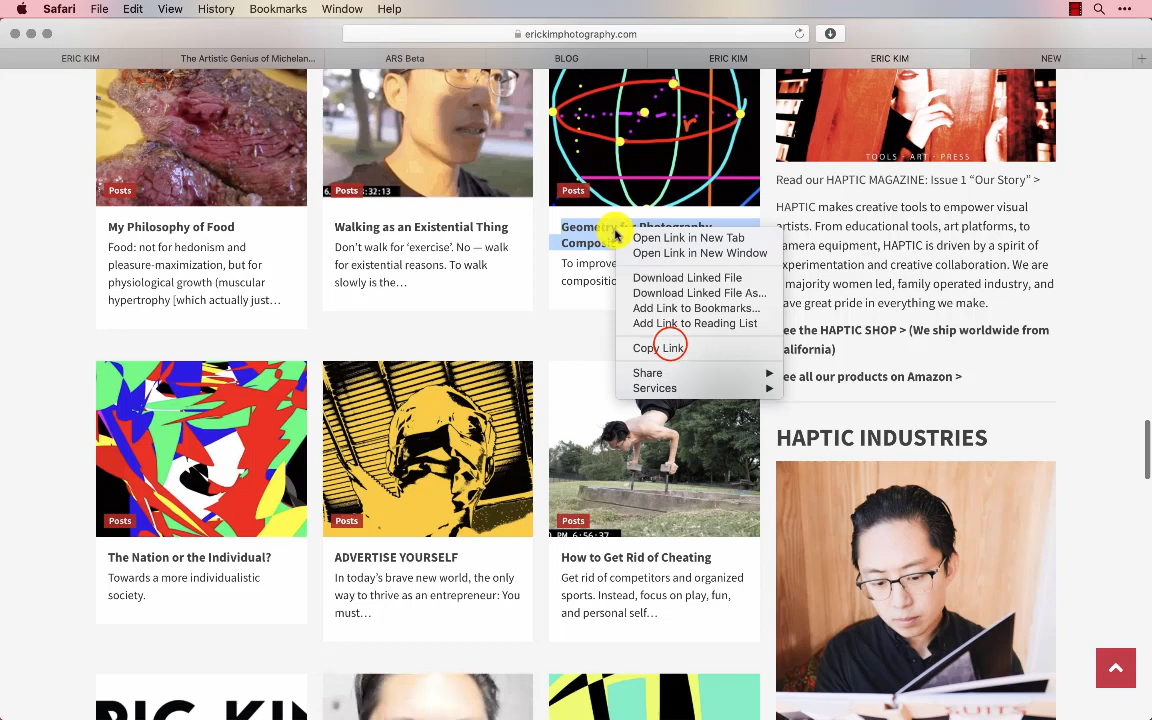 Safari File Edit View History Bookmarks Window Help
erickimphotography.com
ERIC KIM
The Artistic Genius of Michelan...
ARS Beta
BLOG
ERIC KIM
ERIC KIM
NEW
Posts
My Philosophy of Food
Food: not for hedonism and
pleasure-maximization, but for
physiological strength (muscular
hypertrophy [which actually just…
Posts
:32:13
Walking as an Existential Thing
Don’t walk for ‘exercise’. No — walk
for existential reasons. To walk
slowly is the…
Posts
Geometry for Photography
To improve
Open Link in New Tab
Open Link in New Window
Download Linked File
Download Linked File As...
Add Link to Bookmarks...
Add Link to Reading List
Copy Link
Share
Services
TOOLS · ART · PRESS
Read our HAPTIC MAGAZINE: Issue 1 “Our Story” >
HAPTIC makes creative tools to empower visual
artists. From educational tools, art platforms, to
camera equipment, HAPTIC is driven by a spirit of
experimentation and creative collaboration. We are
majority women led, family operated industry, and
have great pride in everything we make.
See the HAPTIC SHOP > (We ship worldwide from
California)
See all our products on Amazon >
HAPTIC INDUSTRIES
Posts
The Nation or the Individual?
Towards a more individualistic
society.
Posts
ADVERTISE YOURSELF
In today’s brave new world, the only
way to thrive as an entrepreneur: You
must…
Posts
PM 6:56:37
How to Get Rid of Cheating
Get rid of competitors and organized
sports. Instead, focus on play, fun,
and personal self…
ERIC KIM
SUITS